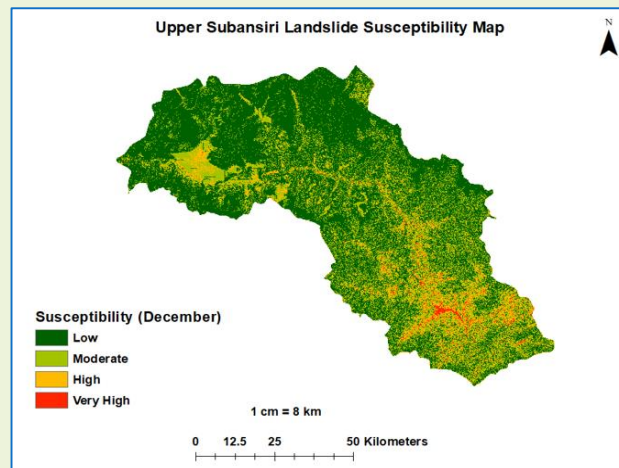 Upper Subansiri Landslide Susceptibility Map
N
Susceptibility (December)
Low
Moderate
High
Very High
1 cm = 8 km
0 12.5 25 50 Kilometers